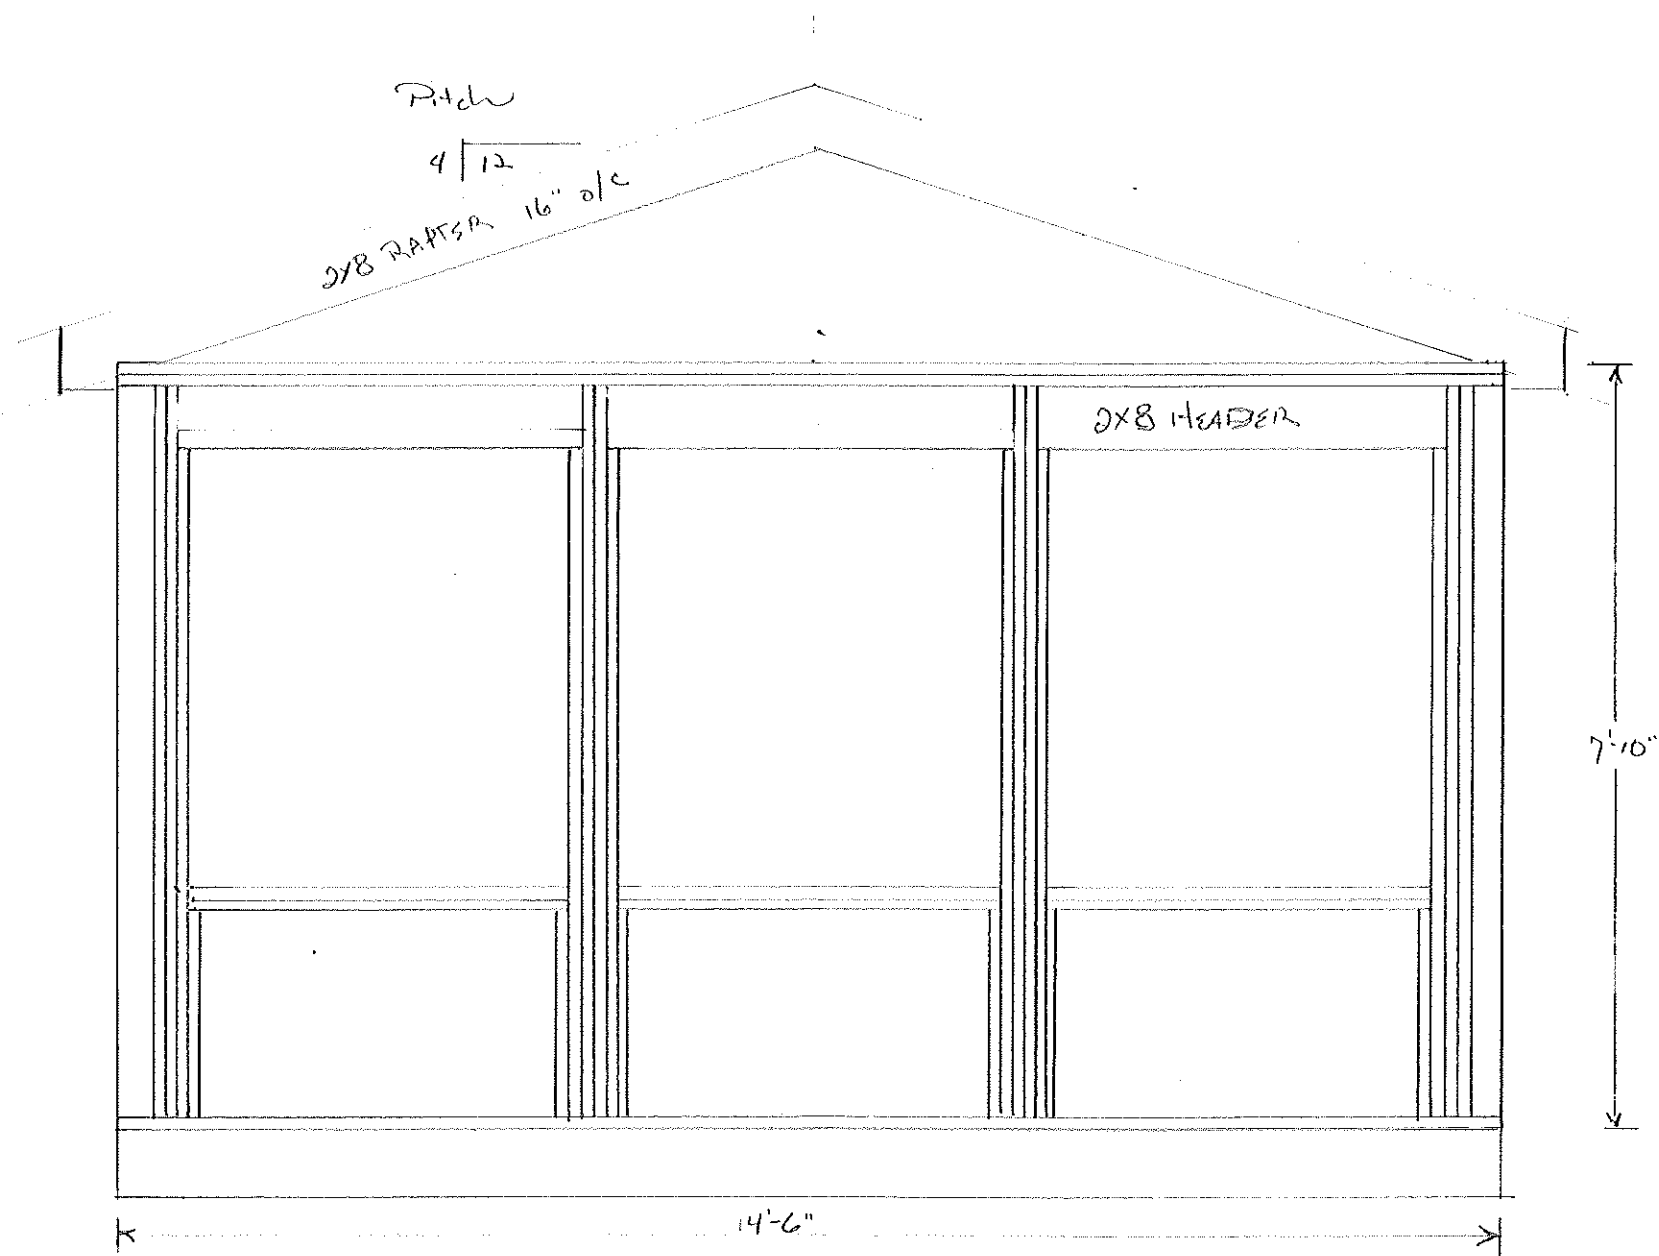 Pitch
4 | 12
2X8 RAFTER 16" o/c
2X8 HEADER
7'-10"
14'-6"